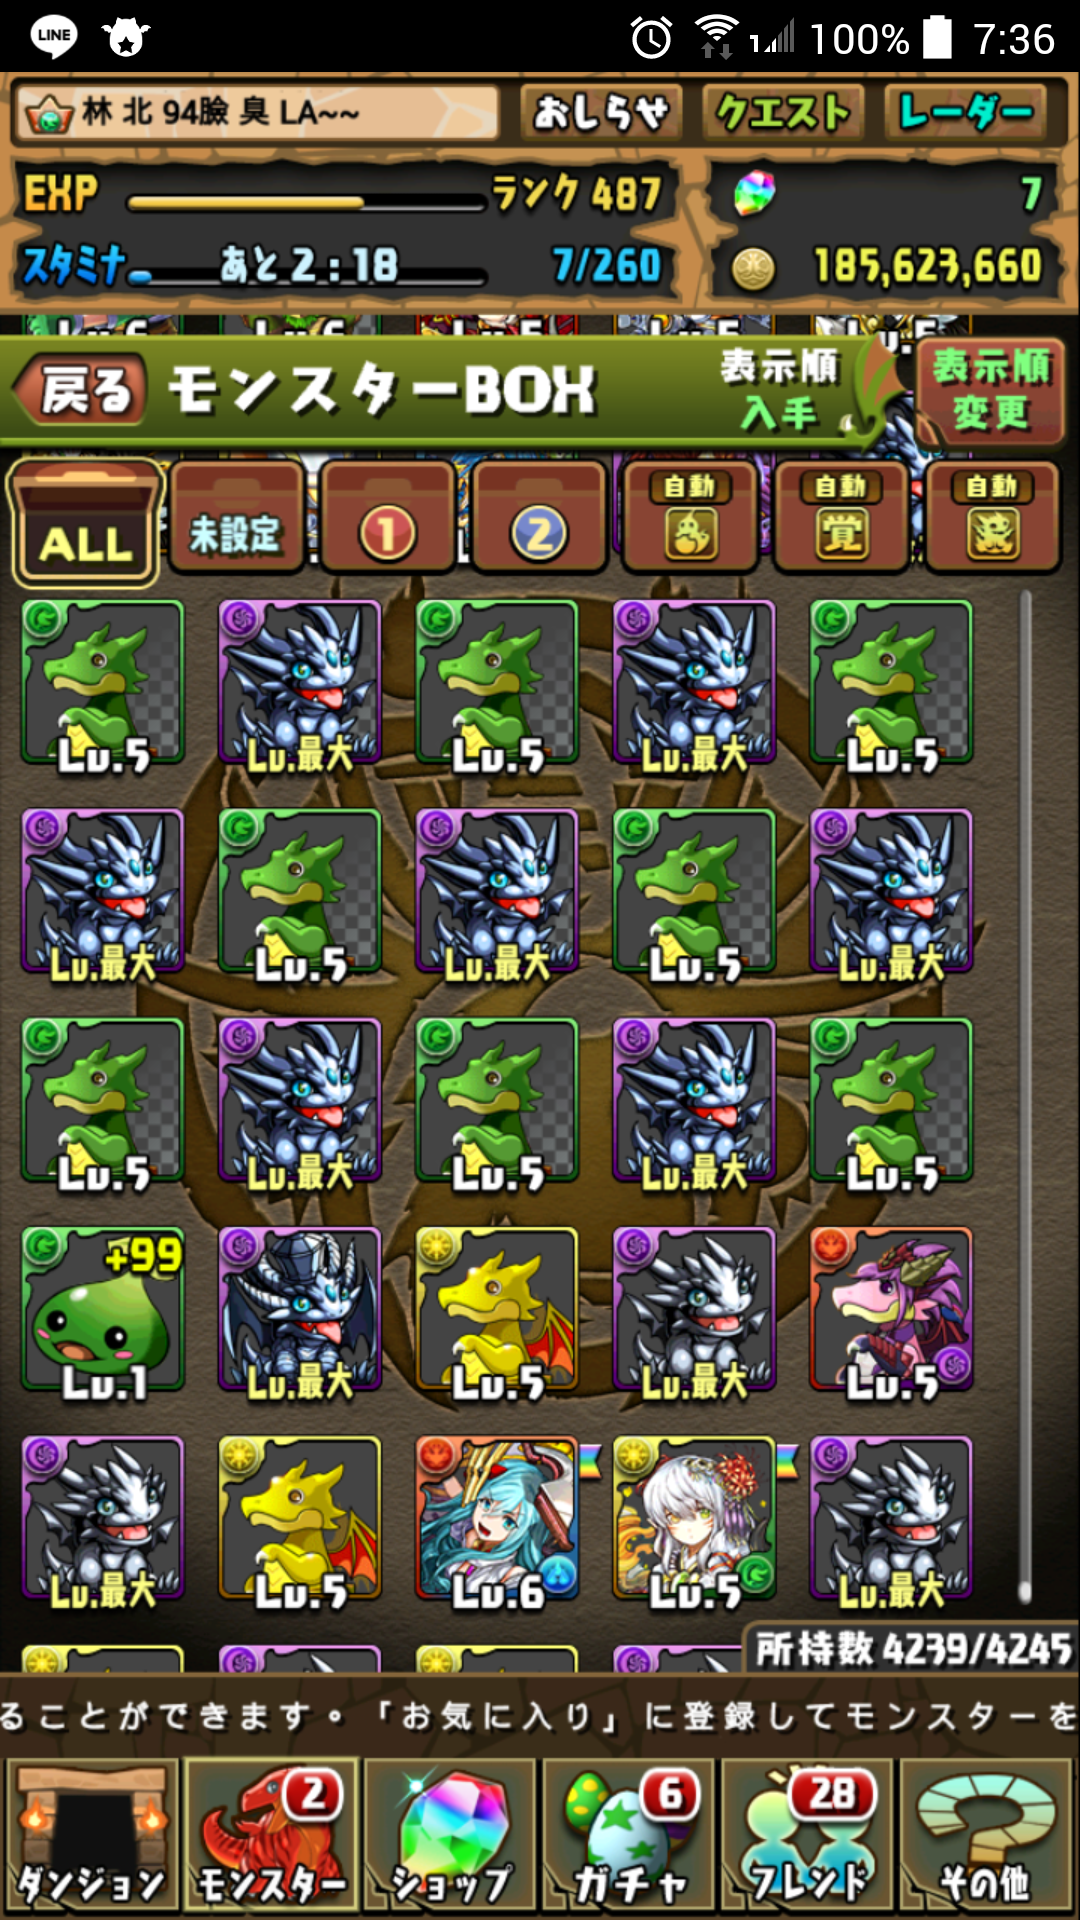 LINE 100% 7:36
林 北 94臉 臭 LA~~ おしらせ クエスト レーダー
EXP ランク 487 7
スタミナ あと 2:18 7/260 185,623,660
戻る モンスターBOX 表示順 入手 表示順 変更
ALL 未設定 1 2 自動 自動 覚 自動
Lv.5 Lv.最大 Lv.5 Lv.最大 Lv.5
Lv.最大 Lv.5 Lv.最大 Lv.5 Lv.最大
Lv.5 Lv.最大 Lv.5 Lv.最大 Lv.5
+99
Lv.1 Lv.最大 Lv.5 Lv.最大 Lv.5
Lv.最大 Lv.5 Lv.6 Lv.5 Lv.最大
所持数 4239/4245
ることができます。「お気に入り」に登録してモンスターを
2 6 28
ダンジョン モンスター ショップ ガチャ フレンド その他